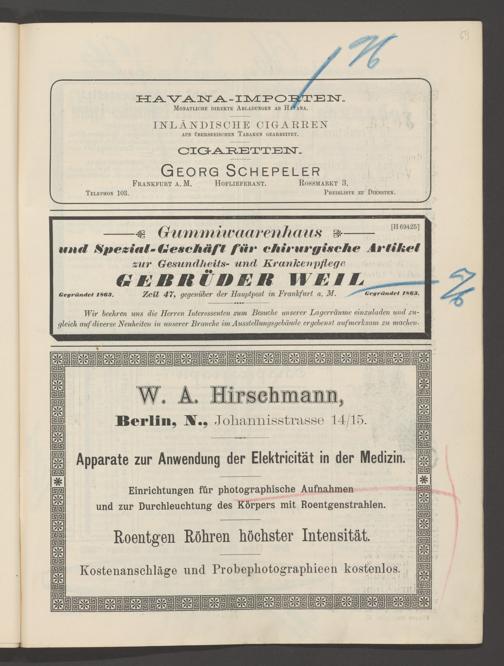 69
HAVANA-IMPORTEN.
MONATLICHE DIREKTE ABLADUNGEN AB HAVANA.
INLÄNDISCHE CIGARREN
AUS ÜBERSEEISCHEN TABAKEN GEARBEITET.
CIGARETTEN.
GEORG SCHEPELER
FRANKFURT A. M. HOFLIEFERANT. ROSSMARKT 3.
TELEPHON 103. PREISLISTE ZU DIENSTEN.
Gummiwaarenhaus [H 69425]
und Spezial-Geschäft für chirurgische Artikel
zur Gesundheits- und Krankenpflege
GEBRÜDER WEIL
Gegründet 1863. Zeil 47, gegenüber der Hauptpost in Frankfurt a. M. Gegründet 1863.
Wir beehren uns die Herren Interessenten zum Besuche unserer Lagerräume einzuladen und zu-
gleich auf diverse Neuheiten in unserer Branche im Ausstellungsgebäude ergebenst aufmerksam zu machen.
W. A. Hirschmann,
Berlin, N., Johannisstrasse 14/15.
Apparate zur Anwendung der Elektricität in der Medizin.
Einrichtungen für photographische Aufnahmen
und zur Durchleuchtung des Körpers mit Roentgenstrahlen.
Roentgen Röhren höchster Intensität.
Kostenanschläge und Probephotographieen kostenlos.